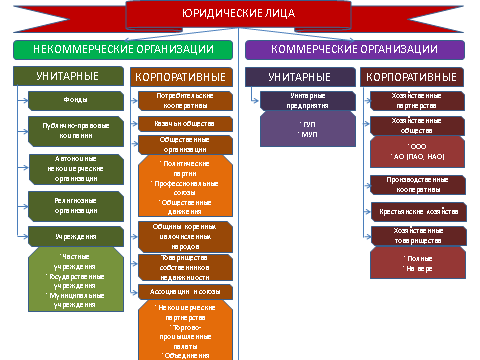 ЮРИДИЧЕСКИЕ ЛИЦА
НЕКОММЕРЧЕСКИЕ ОРГАНИЗАЦИИ
УНИТАРНЫЕ
Фонды
Публично-правовые
компании
Автономные
некоммерческие
организации
Религиозные
организации
Учреждения
* Частные
учреждения
* Государственные
учреждения
* Муниципальные
учреждения
КОРПОРАТИВНЫЕ
Потребительские
кооперативы
Казачьи общества
Общественные
организации
* Политические
партии
* Профессиональные
союзы
* Общественные
движения
Общины коренных
малочисленных
народов
Товарищества
собственников
недвижимости
Ассоциации и союзы
* Некоммерческие
партнерства
* Торгово-
промышленные
палаты
* Объединения
КОММЕРЧЕСКИЕ ОРГАНИЗАЦИИ
УНИТАРНЫЕ
Унитарные
предприятия
* ГУП
* МУП
КОРПОРАТИВНЫЕ
Хозяйственные
партнерства
Хозяйственные
общества
* ООО
* АО (ПАО, НАО)
Производственные
кооперативы
Крестьянские хозяйства
Хозяйственные
товарищества
* Полные
* На вере